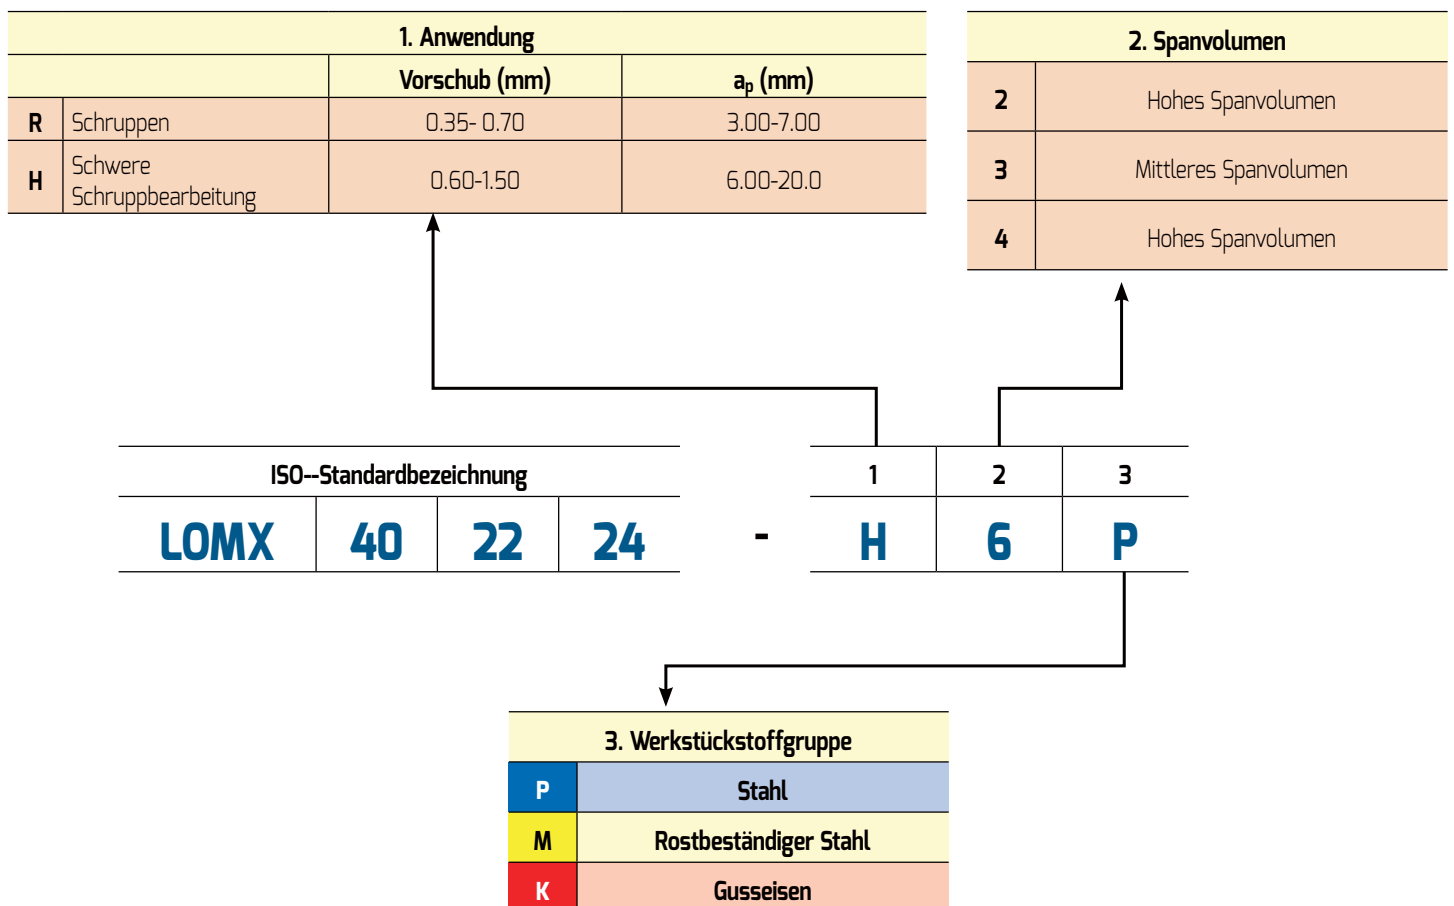 1. Anwendung
Vorschub (mm) ap (mm)
R Schruppen 0.35- 0.70 3.00-7.00
H Schwere
Schruppbearbeitung 0.60-1.50 6.00-20.0
2. Spanvolumen
2 Hohes Spanvolumen
3 Mittleres Spanvolumen
4 Hohes Spanvolumen
ISO--Standardbezeichnung 1 2 3
LOMX 40 22 24 - H 6 P
3. Werkstückstoffgruppe
P Stahl
M Rostbeständiger Stahl
K Gusseisen